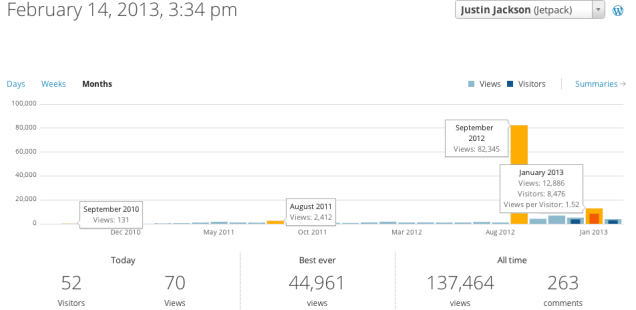 February 14, 2013, 3:34 pm
Justin Jackson (Jetpack)
Days Weeks Months
Views Visitors Summaries →
100,000
80,000
60,000
40,000
20,000
0
September 2012
Views: 82,345
January 2013
Views: 12,886
Visitors: 8,476
Views per Visitor: 1.52
September 2010
Views: 131
August 2011
Views: 2,412
Dec 2010 May 2011 Oct 2011 Mar 2012 Aug 2012 Jan 2013
Today Best ever All time
52 70 44,961 137,464 263
Visitors Views views views comments